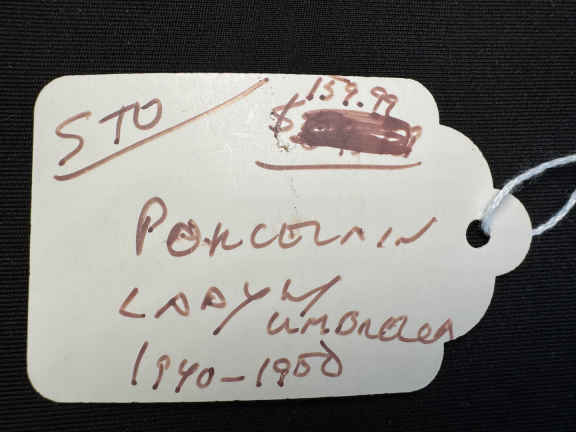 STO
$159.99
PORCELAIN
LADY W/
UMBRELLA
1940-1950